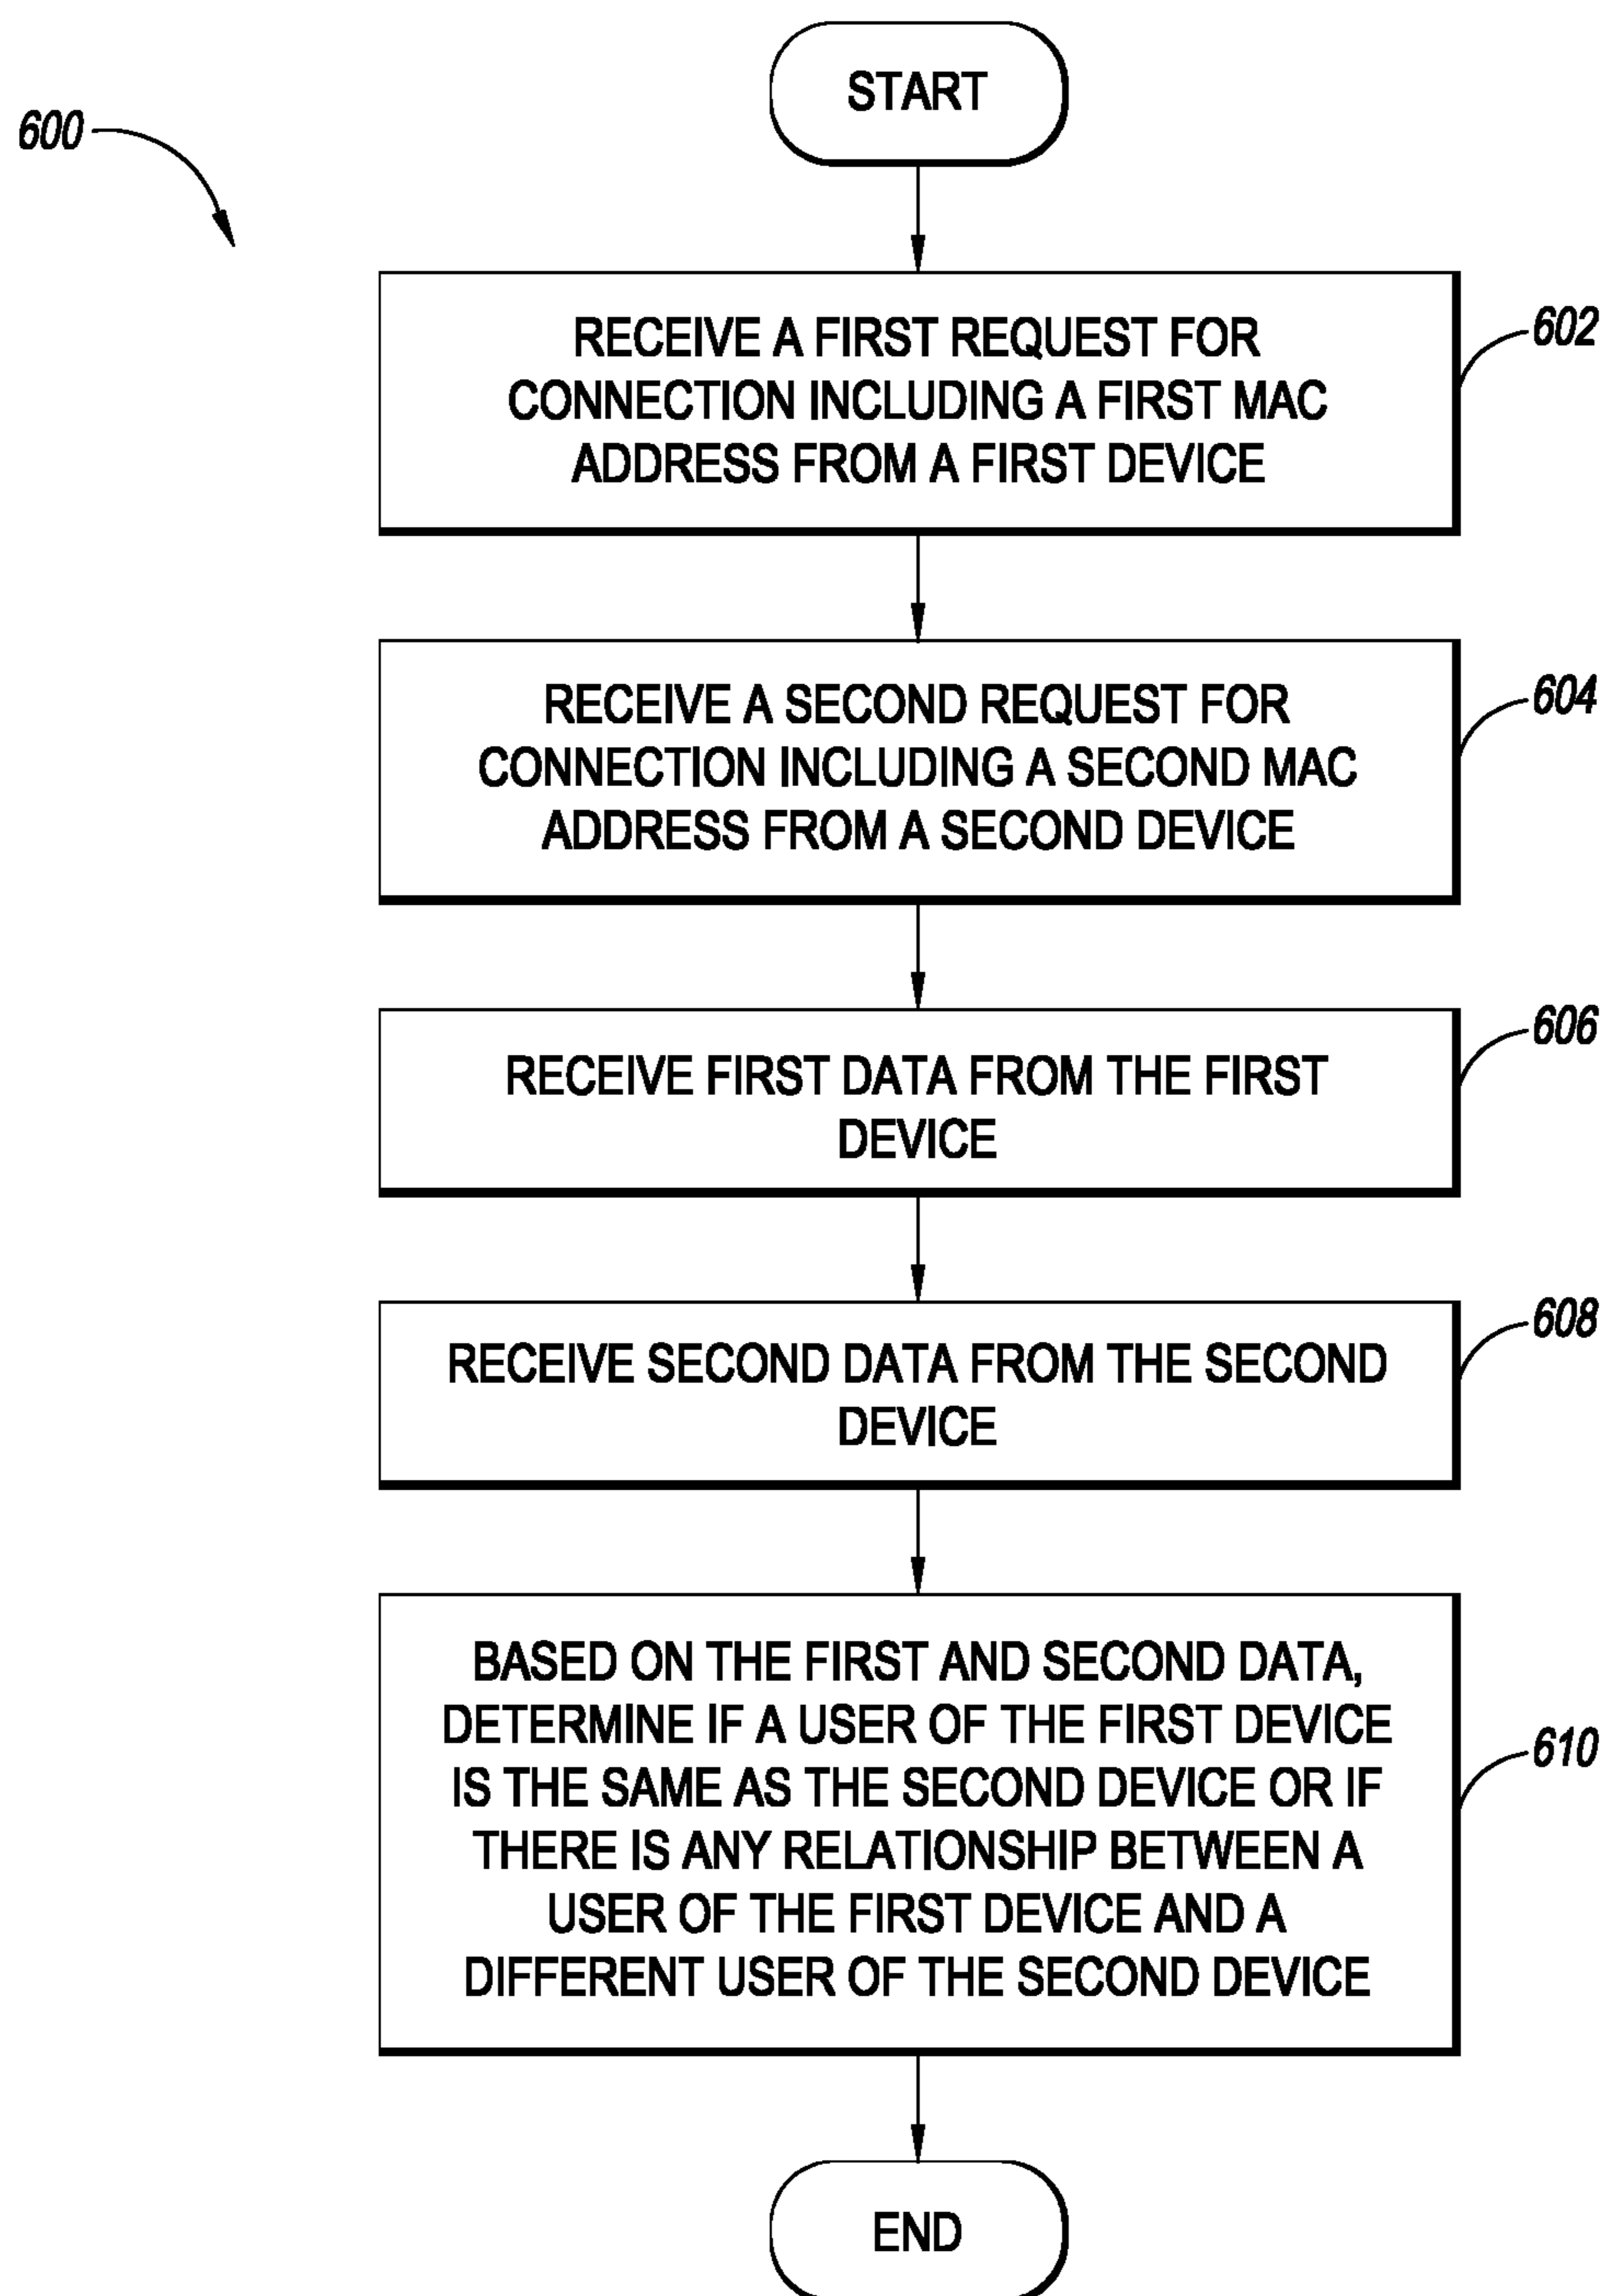 START
600
RECEIVE A FIRST REQUEST FOR
CONNECTION INCLUDING A FIRST MAC
ADDRESS FROM A FIRST DEVICE
602
RECEIVE A SECOND REQUEST FOR
CONNECTION INCLUDING A SECOND MAC
ADDRESS FROM A SECOND DEVICE
604
RECEIVE FIRST DATA FROM THE FIRST
DEVICE
606
RECEIVE SECOND DATA FROM THE SECOND
DEVICE
608
BASED ON THE FIRST AND SECOND DATA,
DETERMINE IF A USER OF THE FIRST DEVICE
IS THE SAME AS THE SECOND DEVICE OR IF
THERE IS ANY RELATIONSHIP BETWEEN A
USER OF THE FIRST DEVICE AND A
DIFFERENT USER OF THE SECOND DEVICE
610
END